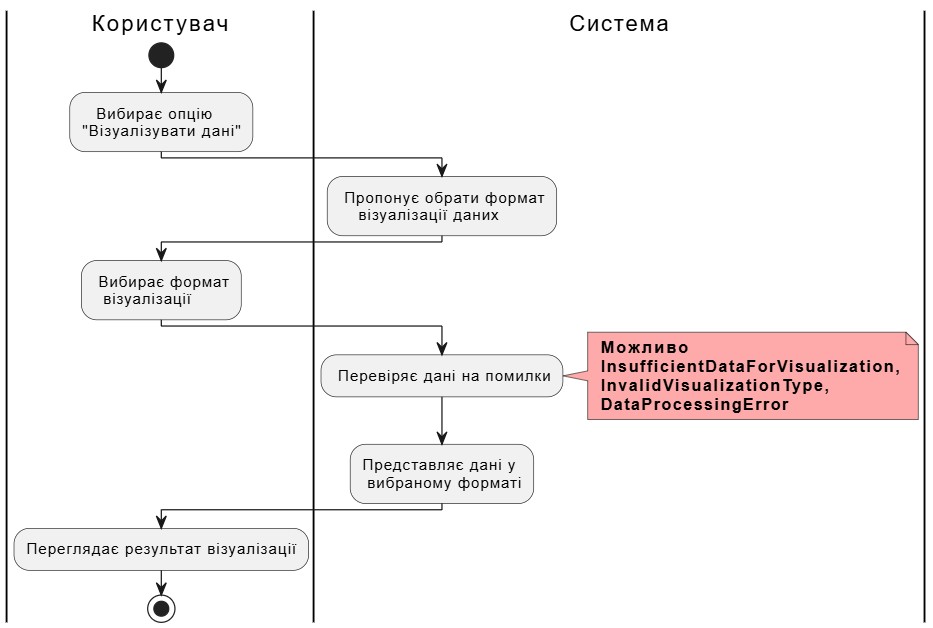 Користувач
Система
Вибирає опцію
"Візуалізувати дані"
Пропонує обрати формат
візуалізації даних
Вибирає формат
візуалізації
Перевіряє дані на помилки
Можливо
InsufficientDataForVisualization,
InvalidVisualizationType,
DataProcessingError
Представляє дані у
вибраному форматі
Переглядає результат візуалізації